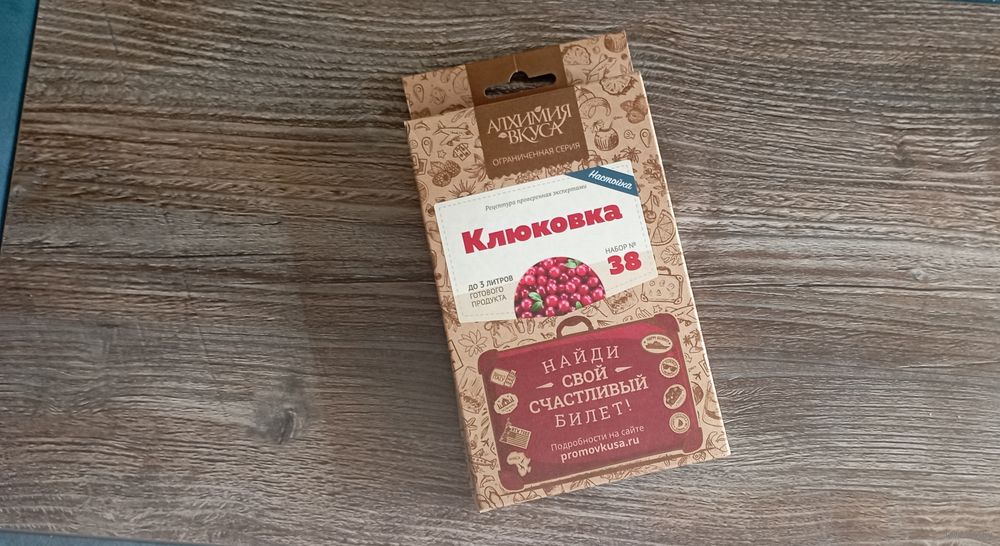 АЛХИМИЯ
ВКУСА
ОГРАНИЧЕННАЯ СЕРИЯ
Настойка
Рецептура проверенная экспертами
Клюковка
НАБОР №
38
ДО 3 ЛИТРОВ
ГОТОВОГО
ПРОДУКТА
НАЙДИ
СВОЙ
СЧАСТЛИВЫЙ
БИЛЕТ!
Подробности на сайте
promovkusa.ru